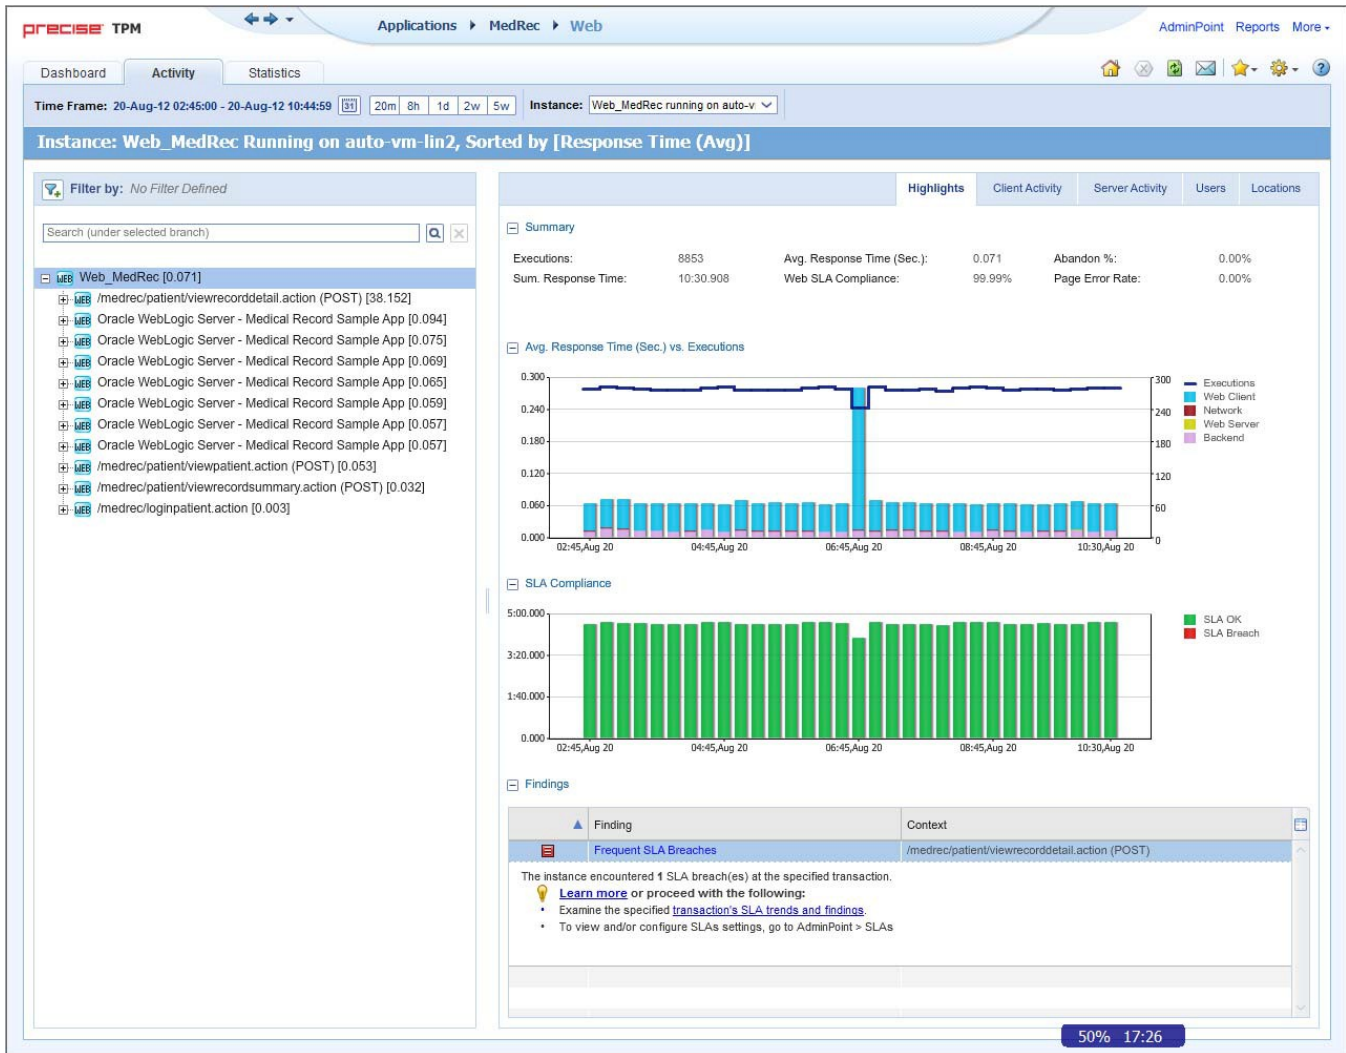 precise TPM
Applications MedRec Web
AdminPoint Reports More
Dashboard Activity Statistics
Time Frame: 20-Aug-12 02:45:00 - 20-Aug-12 10:44:59 31 20m 8h 1d 2w 5w Instance: Web_MedRec running on auto-v
Instance: Web_MedRec Running on auto-vm-lin2, Sorted by [Response Time (Avg)]
Filter by: No Filter Defined
Search (under selected branch)
WEB Web_MedRec [0.071]
WEB /medrec/patient/viewrecorddetail.action (POST) [38.152]
WEB Oracle WebLogic Server - Medical Record Sample App [0.094]
WEB Oracle WebLogic Server - Medical Record Sample App [0.075]
WEB Oracle WebLogic Server - Medical Record Sample App [0.069]
WEB Oracle WebLogic Server - Medical Record Sample App [0.065]
WEB Oracle WebLogic Server - Medical Record Sample App [0.059]
WEB Oracle WebLogic Server - Medical Record Sample App [0.057]
WEB Oracle WebLogic Server - Medical Record Sample App [0.057]
WEB /medrec/patient/viewpatient.action (POST) [0.053]
WEB /medrec/patient/viewrecordsummary.action (POST) [0.032]
WEB /medrec/loginpatient.action [0.003]
Highlights Client Activity Server Activity Users Locations
Summary
Executions: 8853 Avg. Response Time (Sec.): 0.071 Abandon %: 0.00%
Sum. Response Time: 10:30.908 Web SLA Compliance: 99.99% Page Error Rate: 0.00%
Avg. Response Time (Sec.) vs. Executions
0.300 300
0.240 240
0.180 180
0.120 120
0.060 60
0.000 0
02:45,Aug 20 04:45,Aug 20 06:45,Aug 20 08:45,Aug 20 10:30,Aug 20
Executions
Web Client
Network
Web Server
Backend
SLA Compliance
5:00.000
3:20.000
1:40.000
0.000
02:45,Aug 20 04:45,Aug 20 06:45,Aug 20 08:45,Aug 20 10:30,Aug 20
SLA OK
SLA Breach
Findings
Finding Context
Frequent SLA Breaches /medrec/patient/viewrecorddetail.action (POST)
The instance encountered 1 SLA breach(es) at the specified transaction.
Learn more or proceed with the following:
• Examine the specified transaction's SLA trends and findings.
• To view and/or configure SLAs settings, go to AdminPoint > SLAs
50% 17:26